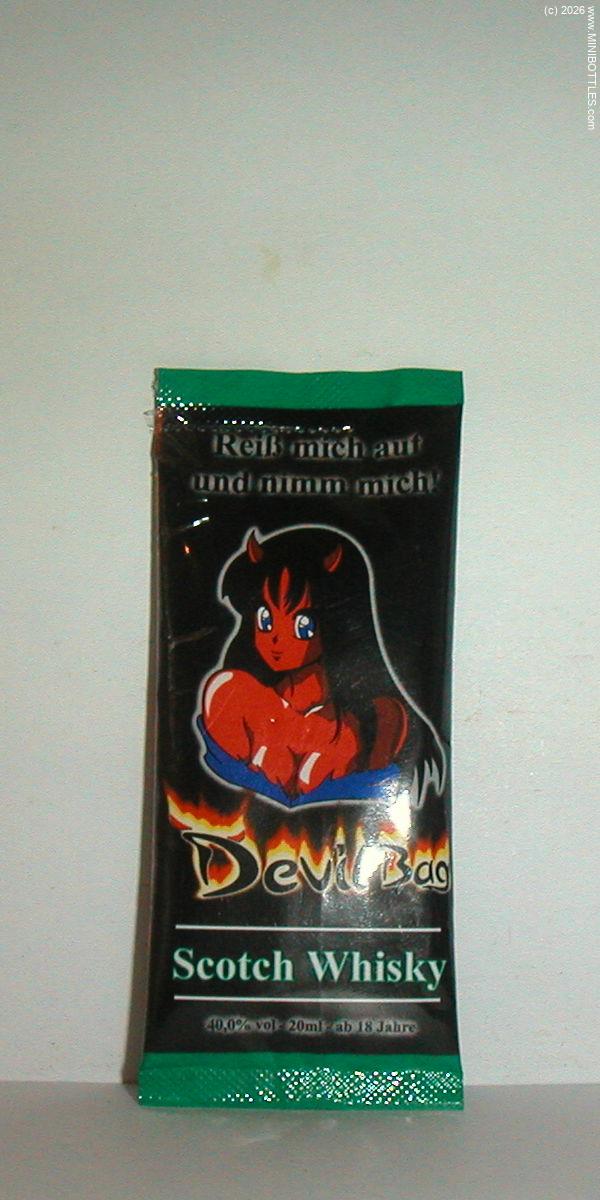 (c) 2026 www.MINIBOTTLES.com
Reiß mich auf
und nimm mich!
Devil Bag
Scotch Whisky
40,0% vol - 20ml - ab 18 Jahre